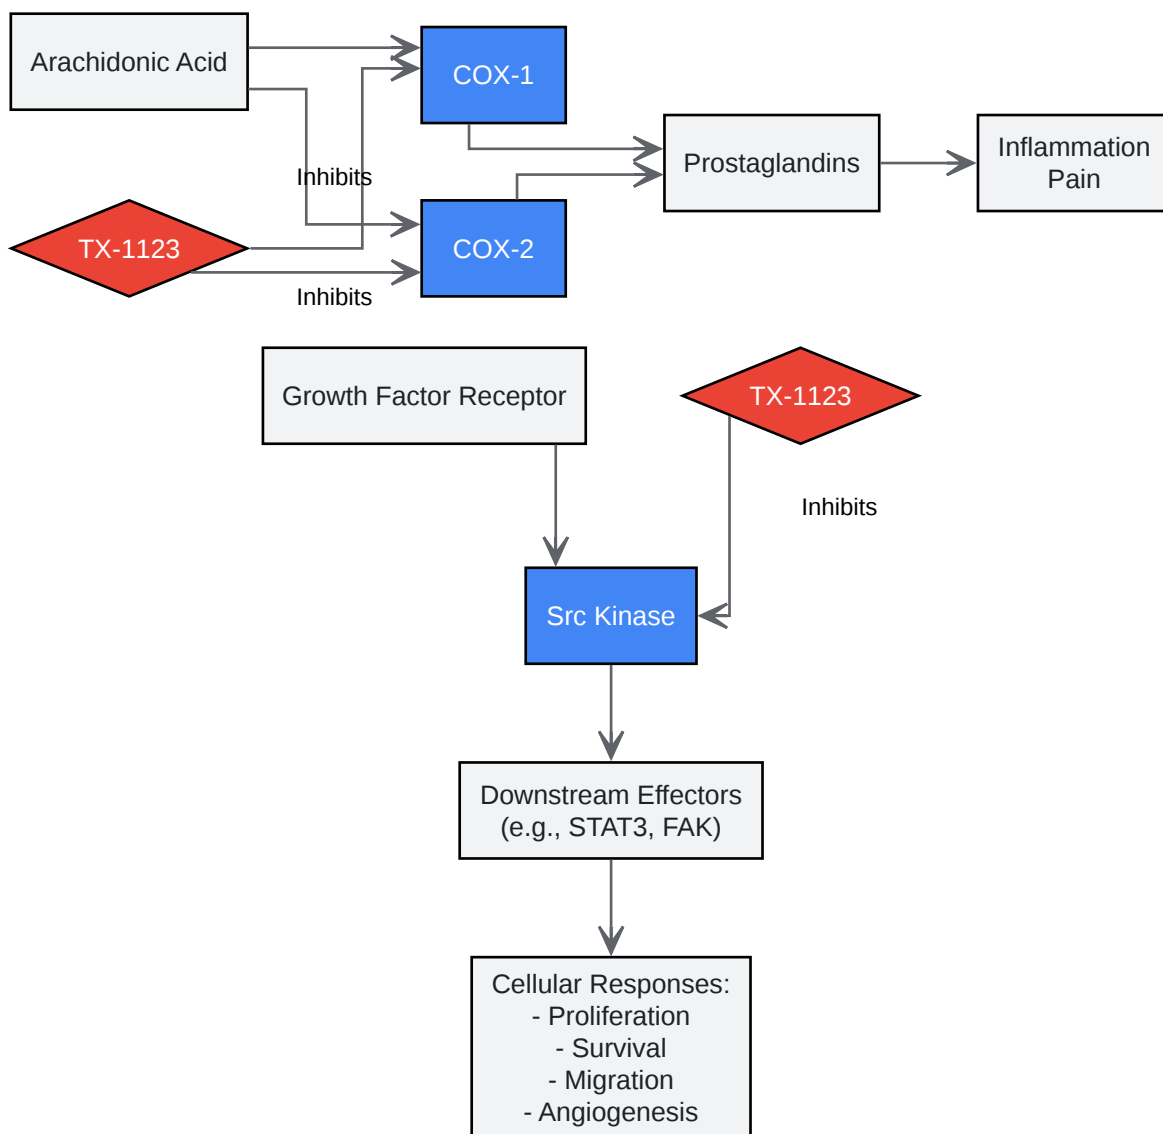 Arachidonic Acid
COX-1
Prostaglandins
Inflammation
Pain
Inhibits
TX-1123
COX-2
Inhibits
Growth Factor Receptor
TX-1123
Inhibits
Src Kinase
Downstream Effectors
(e.g., STAT3, FAK)
Cellular Responses:
- Proliferation
- Survival
- Migration
- Angiogenesis